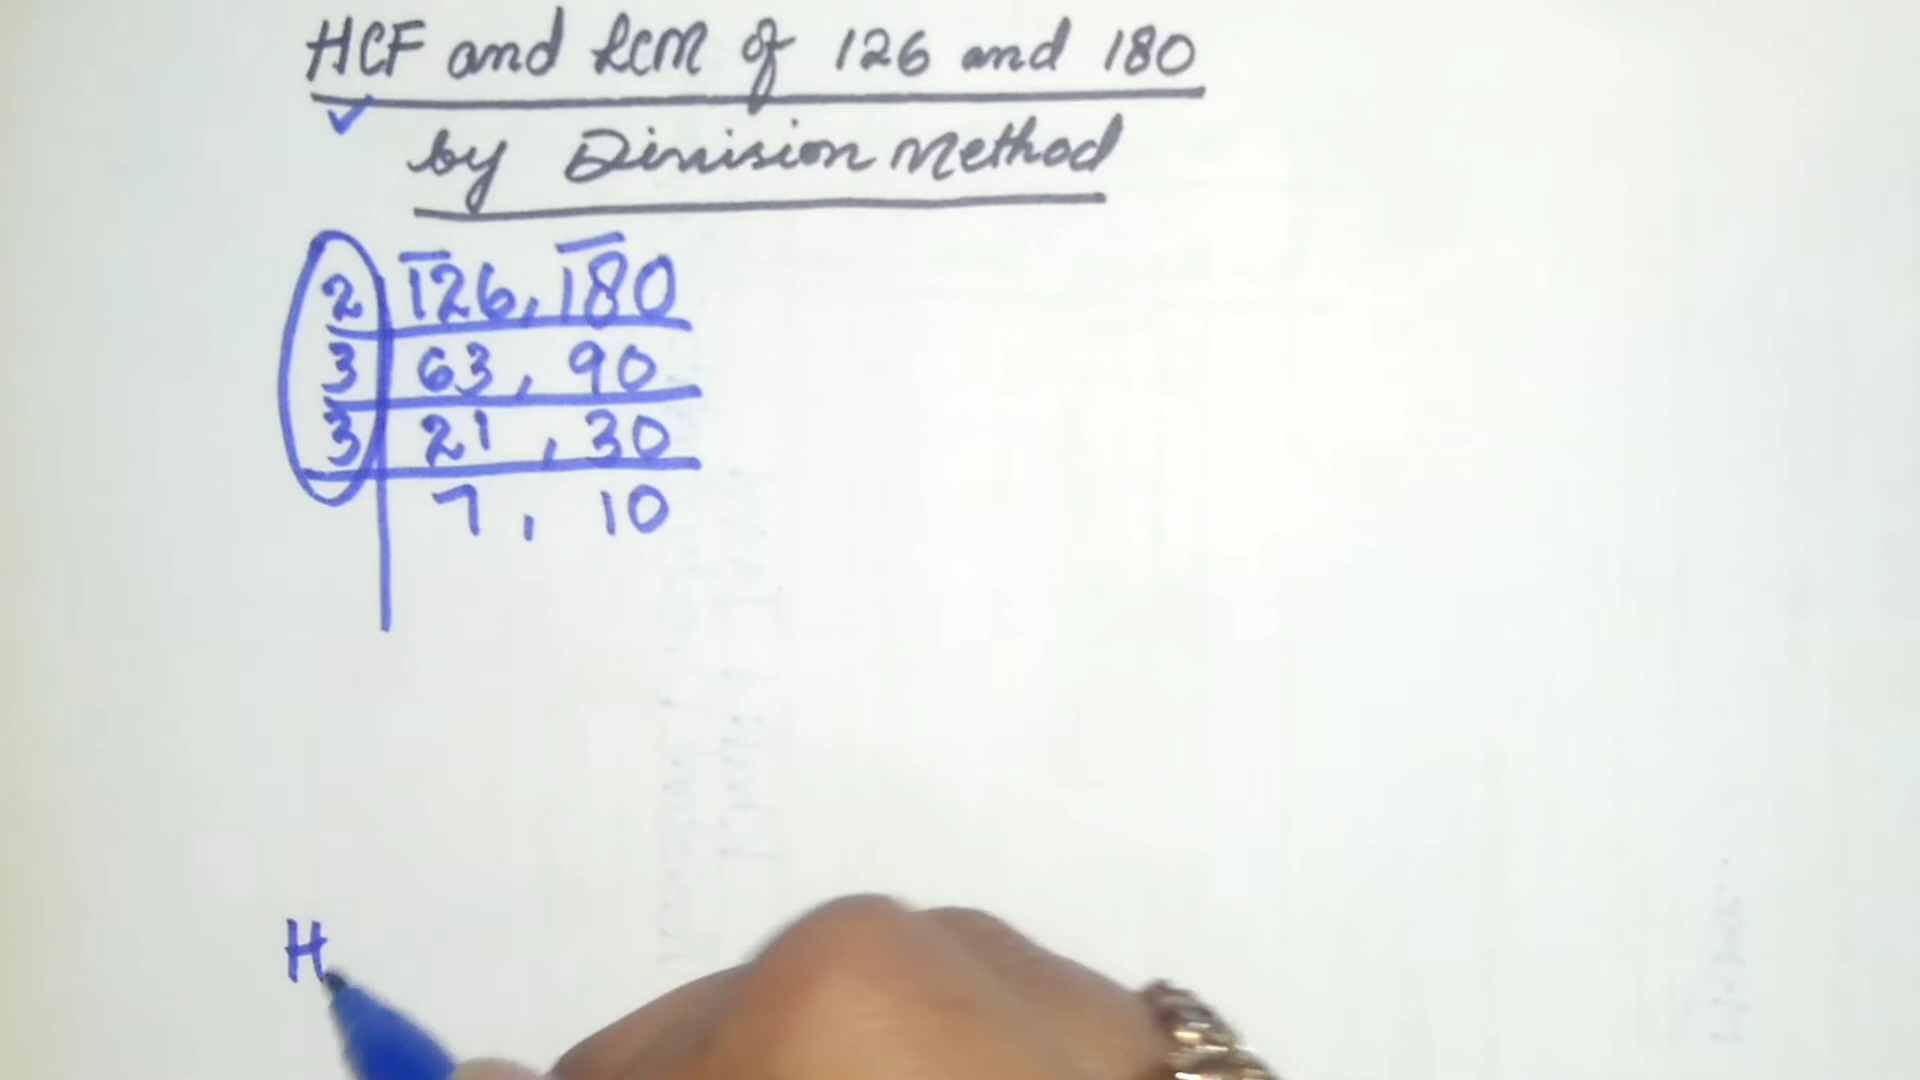 HCF and LCM of 126 and 180
by Division Method
2 126, 180
3 63, 90
3 21, 30
7, 10
H